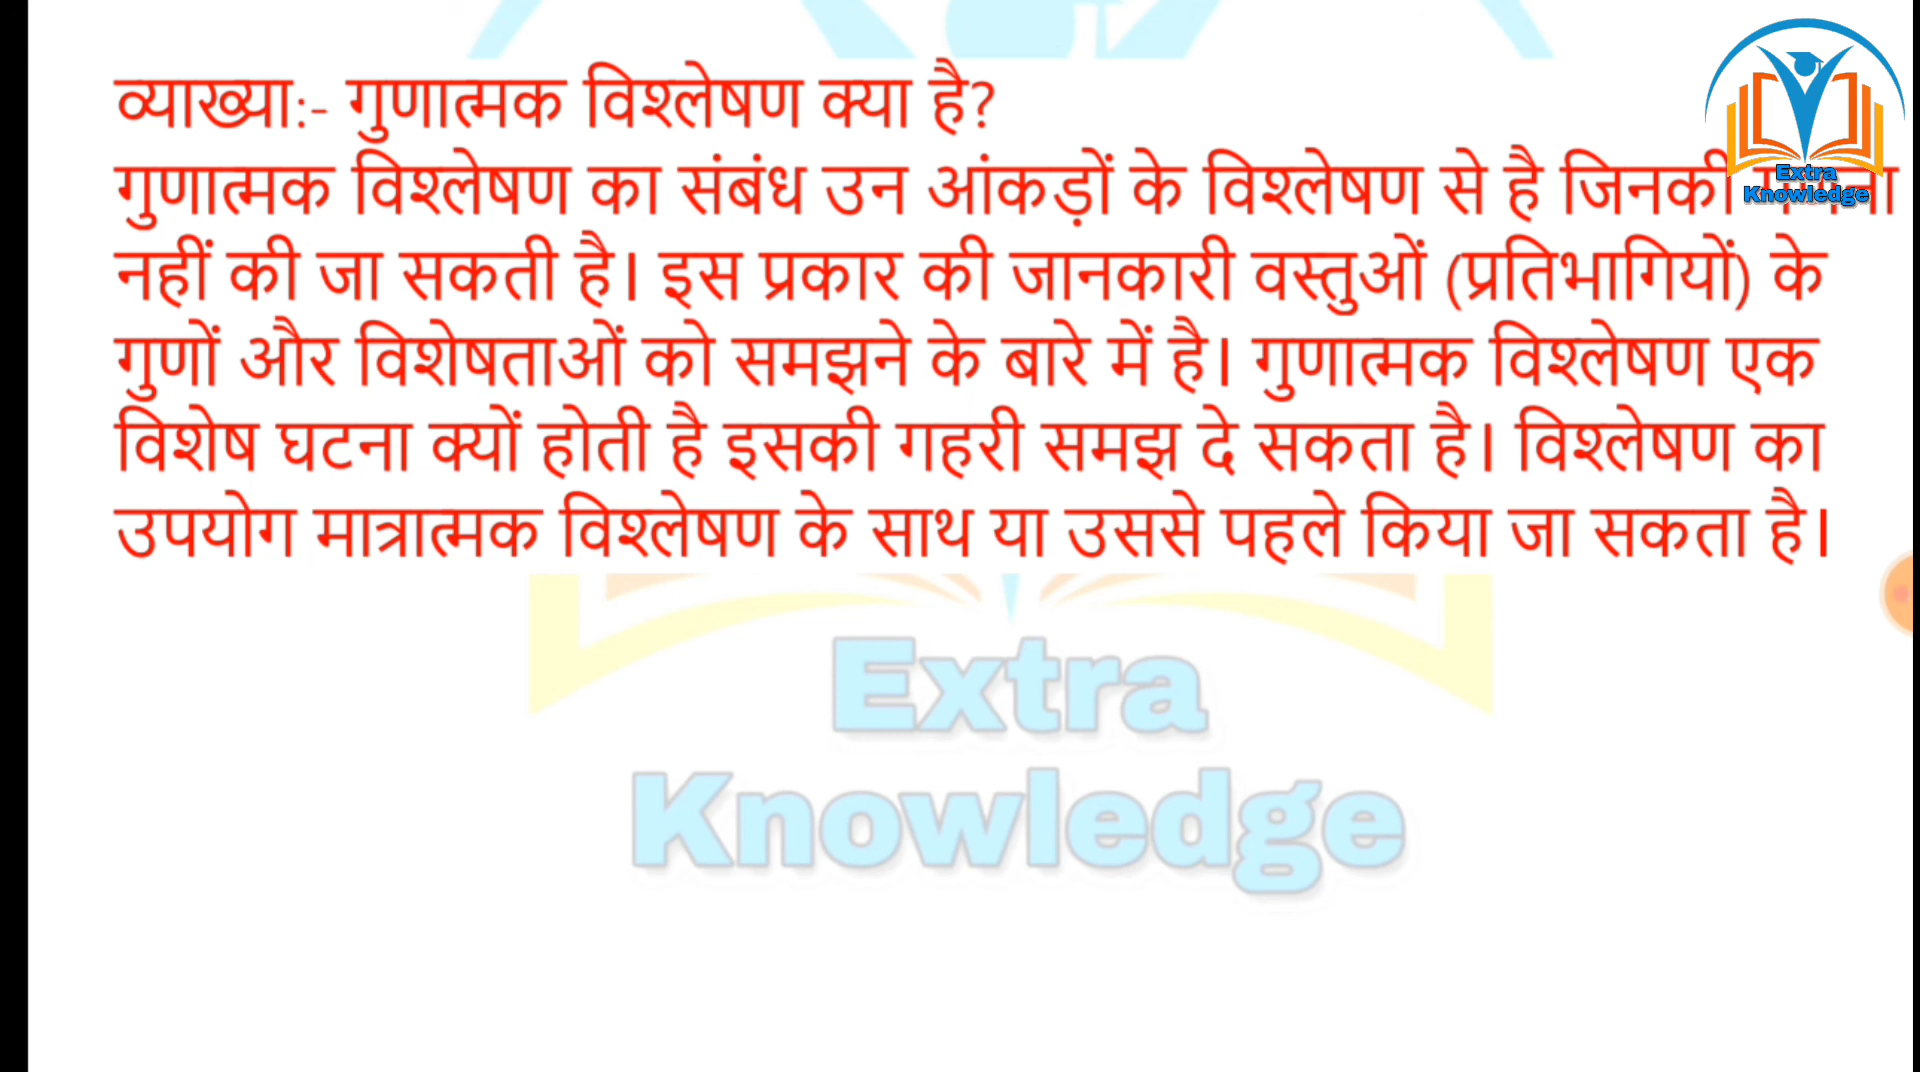 व्याख्या:- गुणात्मक विश्लेषण क्या है?
गुणात्मक विश्लेषण का संबंध उन आंकड़ों के विश्लेषण से है जिनकी
नहीं की जा सकती है। इस प्रकार की जानकारी वस्तुओं (प्रतिभागियों) के
गुणों और विशेषताओं को समझने के बारे में है। गुणात्मक विश्लेषण एक
विशेष घटना क्यों होती है इसकी गहरी समझ दे सकता है। विश्लेषण का
उपयोग मात्रात्मक विश्लेषण के साथ या उससे पहले किया जा सकता है।
Extra
Knowledge
Extra
Knowledge